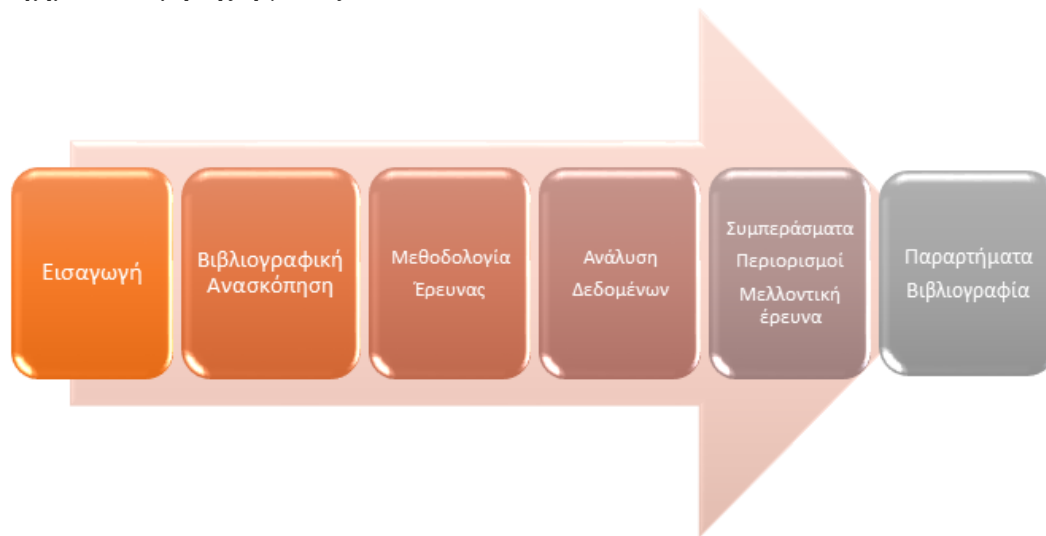 Εισαγωγή
Βιβλιογραφική
Ανασκόπηση
Μεθοδολογία
Έρευνας
Ανάλυση
Δεδομένων
Συμπεράσματα
Περιορισμοί
Μελλοντική
έρευνα
Παραρτήματα
Βιβλιογραφία